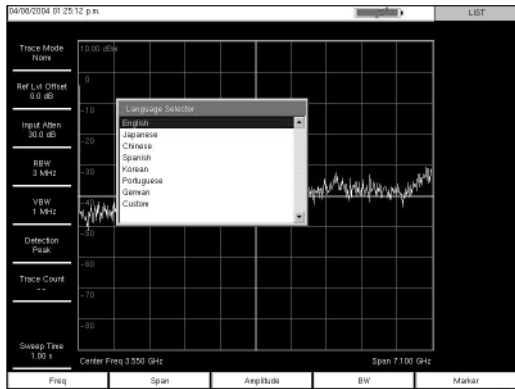 04/08/2004 01:25:12 p.m.
LIST
Trace Mode
Norm
10.00 dBm
Ref Lvl Offset
0.0 dB
0
Language Selector
-10
English
Input Atten
30.0 dB
Japanese
-20
Chinese
Spanish
RBW
3 MHz
-30
Korean
Portuguese
German
VBW
1 MHz
-40
Custom
-50
Detection
Peak
-60
Trace Count
--
-70
-80
Sweep Time
1.00 s
Center Freq 3.550 GHz
Span 7.100 GHz
Freq
Span
Amplitude
BW
Marker